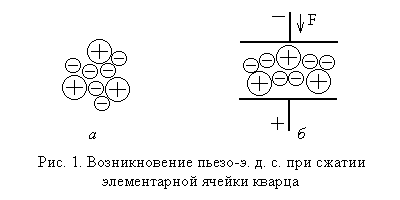 − F
+
а б
Рис. 1. Возникновение пьезо-э. д. с. при сжатии
элементарной ячейки кварца